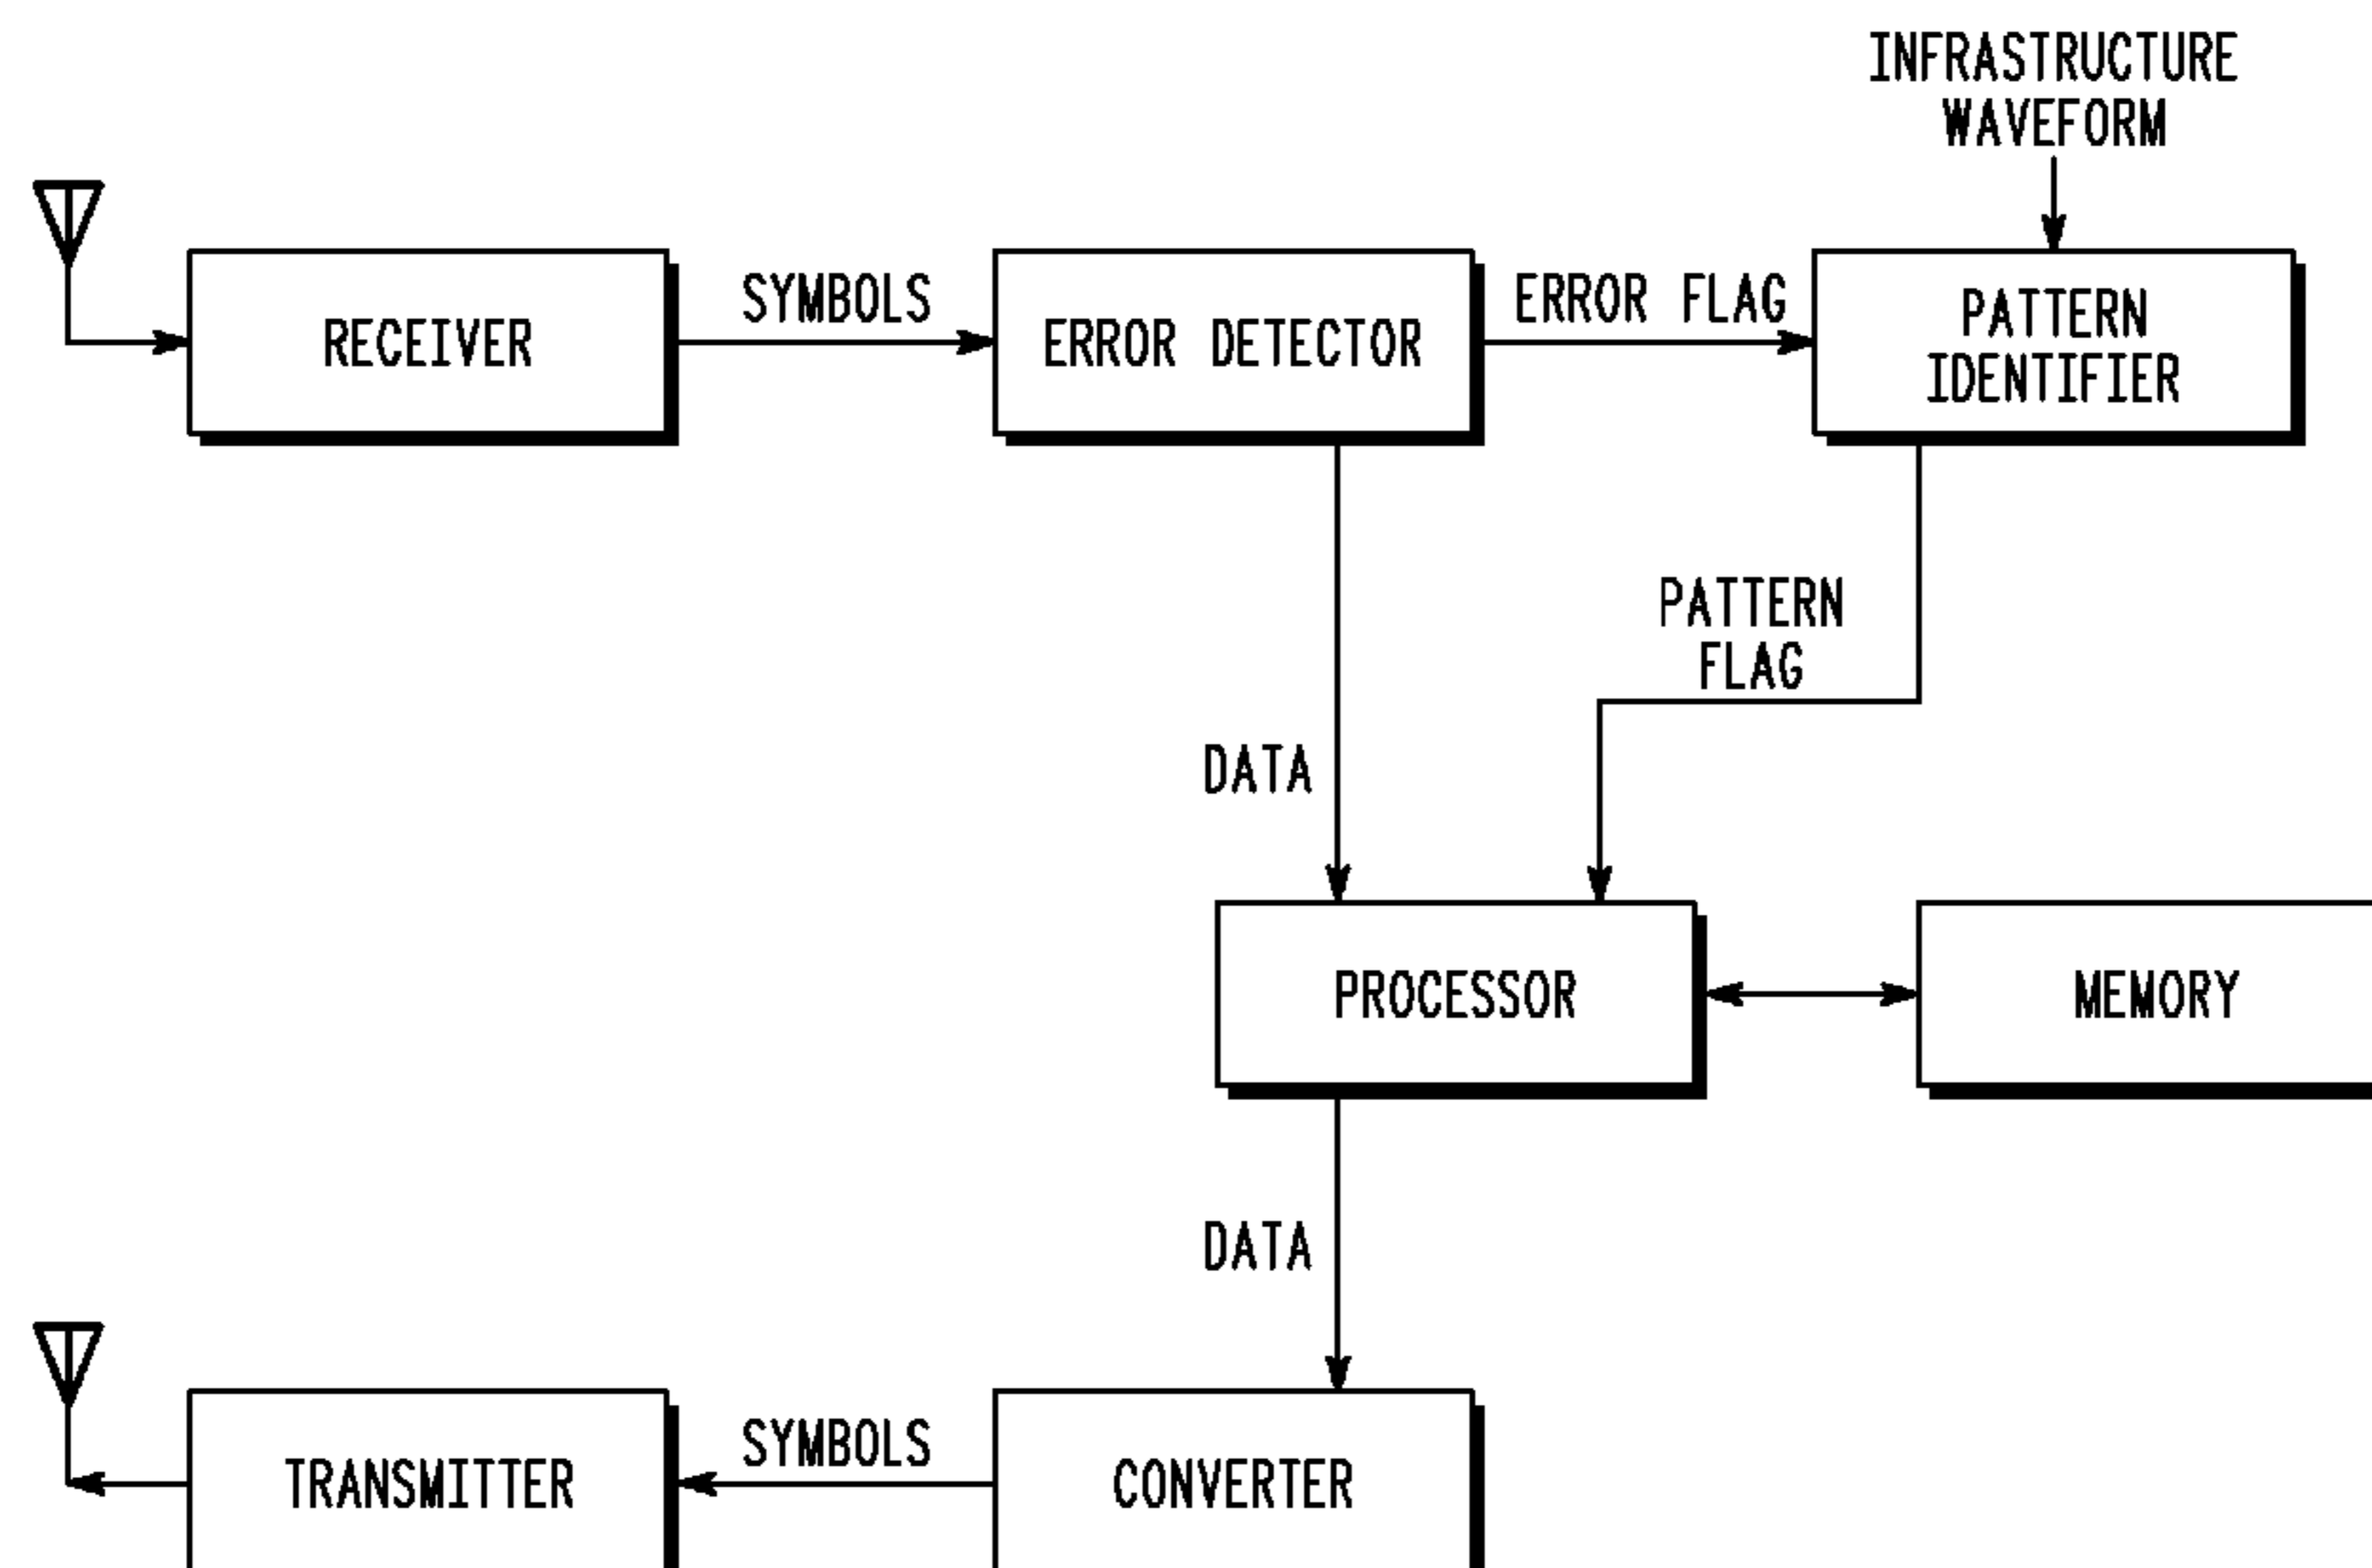 INFRASTRUCTURE
WAVEFORM
RECEIVER
SYMBOLS
ERROR DETECTOR
ERROR FLAG
PATTERN
IDENTIFIER
PATTERN
FLAG
DATA
PROCESSOR
MEMORY
DATA
TRANSMITTER
SYMBOLS
CONVERTER